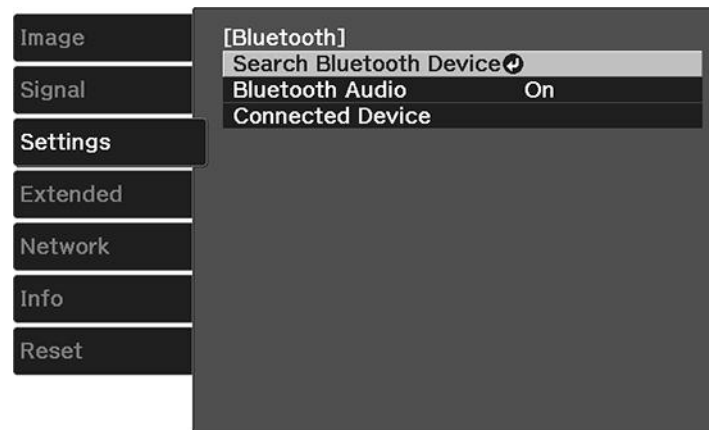 Image
Signal
Settings
Extended
Network
Info
Reset
[Bluetooth]
Search Bluetooth Device
Bluetooth Audio On
Connected Device